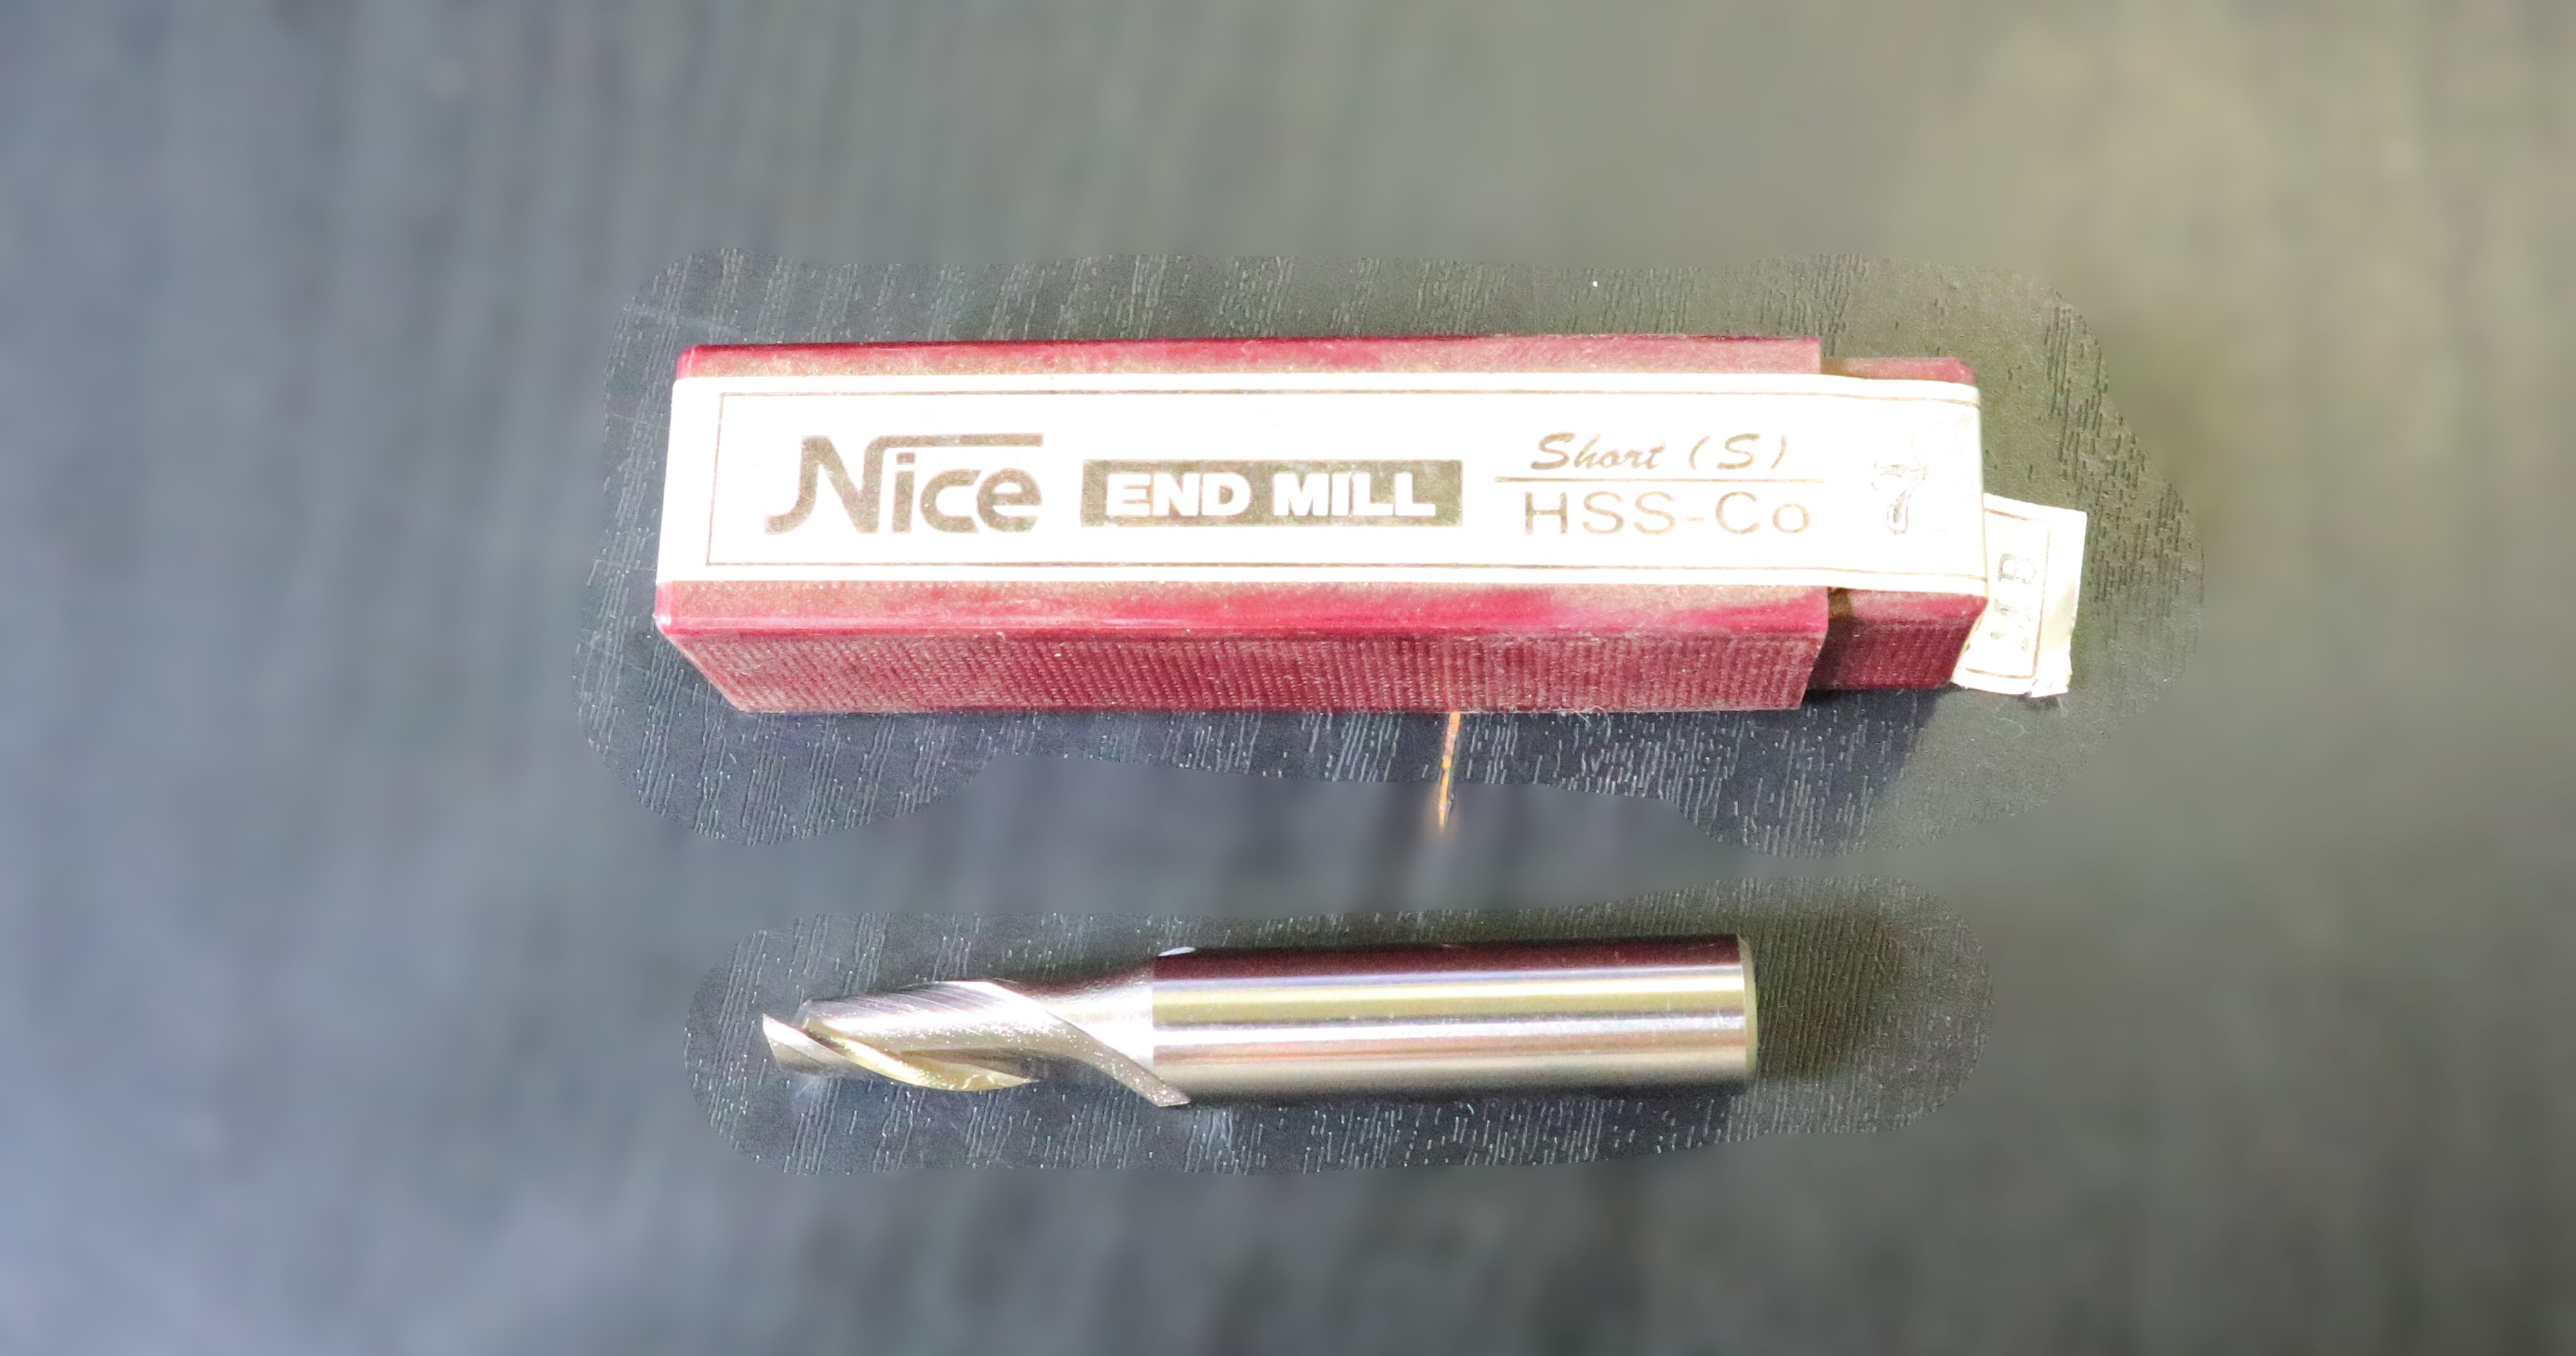 Nice END MILL Short (S)
HSS-Co
7